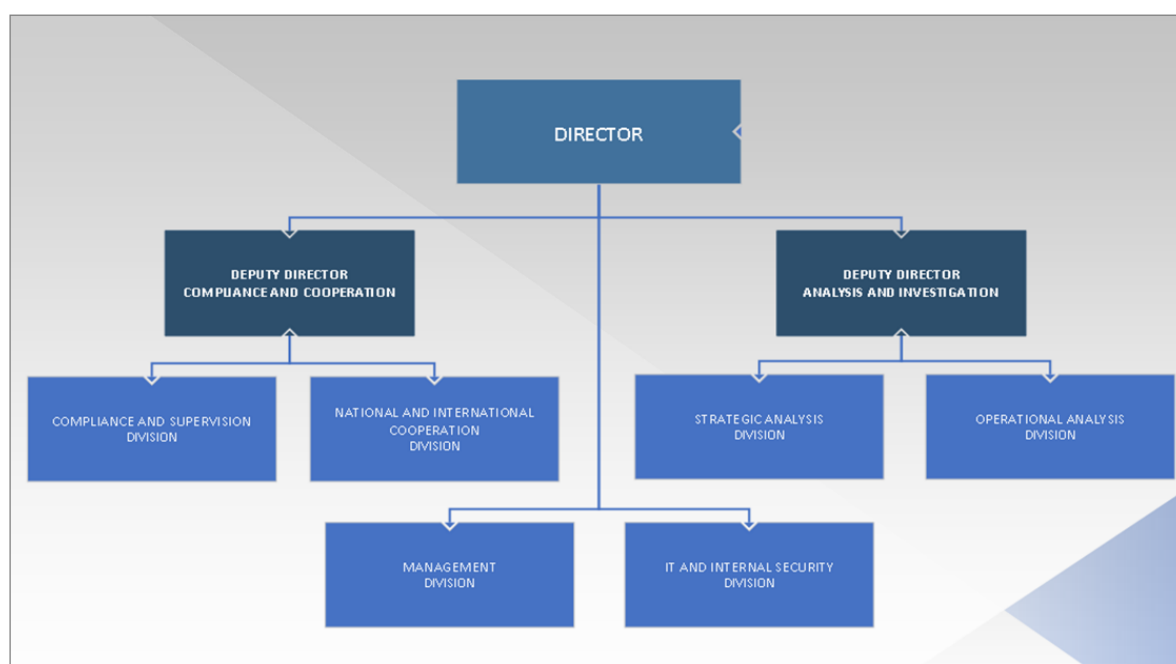 DIRECTOR
DEPUTY DIRECTOR
COMPLIANCE AND COOPERATION
DEPUTY DIRECTOR
ANALYSIS AND INVESTIGATION
COMPLIANCE AND SUPERVISION
DIVISION
NATIONAL AND INTERNATIONAL
COOPERATION
DIVISION
STRATEGIC ANALYSIS
DIVISION
OPERATIONAL ANALYSIS
DIVISION
MANAGEMENT
DIVISION
IT AND INTERNAL SECURITY
DIVISION